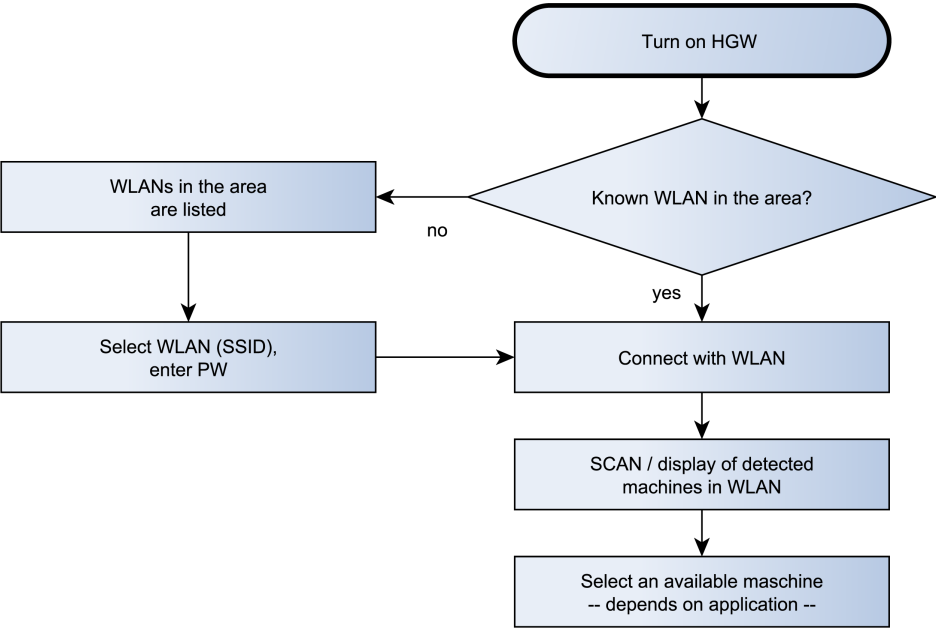 Turn on HGW
Known WLAN in the area?
no
WLANs in the area
are listed
Select WLAN (SSID),
enter PW
yes
Connect with WLAN
SCAN / display of detected
machines in WLAN
Select an available maschine
-- depends on application --